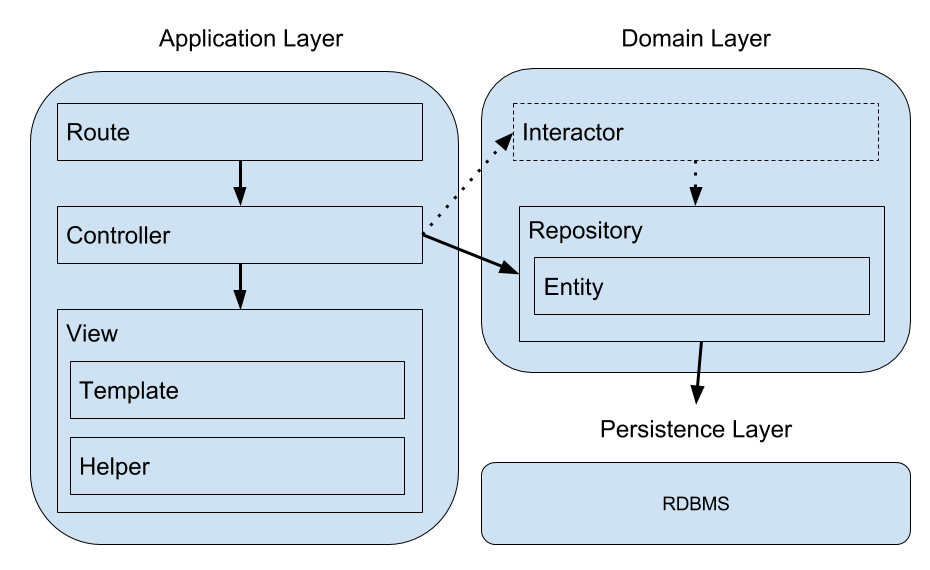 Application Layer
Route
Controller
View
Template
Helper
Domain Layer
Interactor
Repository
Entity
Persistence Layer
RDBMS